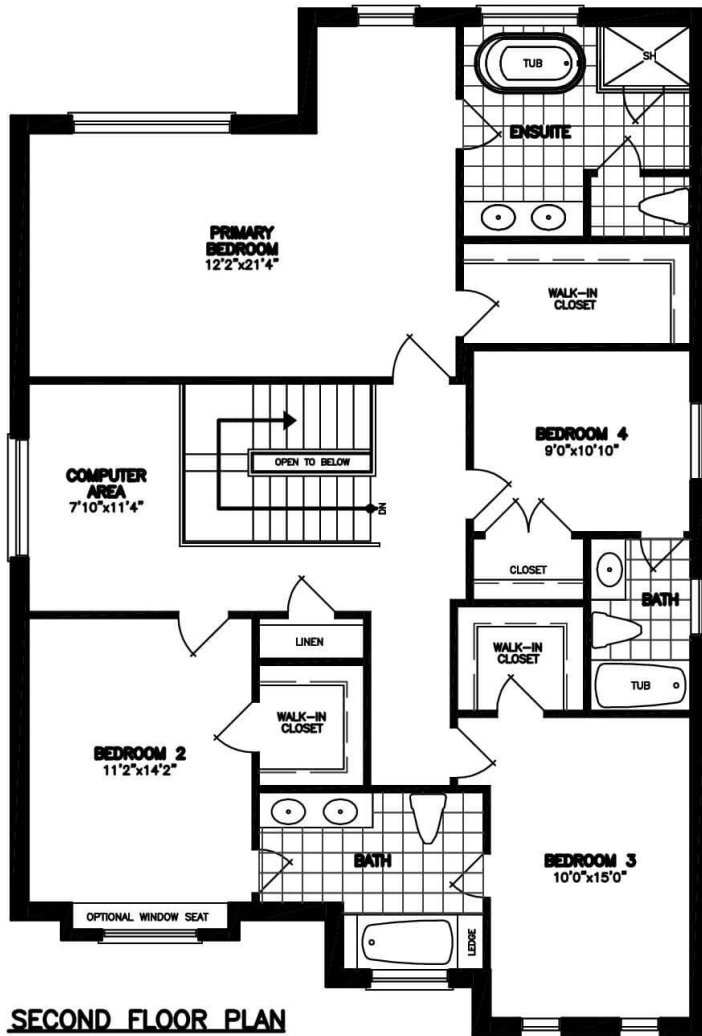 TUB
SH
ENSUITE
PRIMARY
BEDROOM
12'2"x21'4"
WALK-IN
CLOSET
BEDROOM 4
9'0"x10'10"
COMPUTER
AREA
7'10"x11'4"
OPEN TO BELOW
DN
CLOSET
BATH
LINEN
WALK-IN
CLOSET
TUB
WALK-IN
CLOSET
BEDROOM 2
11'2"x14'2"
BATH
BEDROOM 3
10'0"x15'0"
OPTIONAL WINDOW SEAT
LEDGE
SECOND FLOOR PLAN